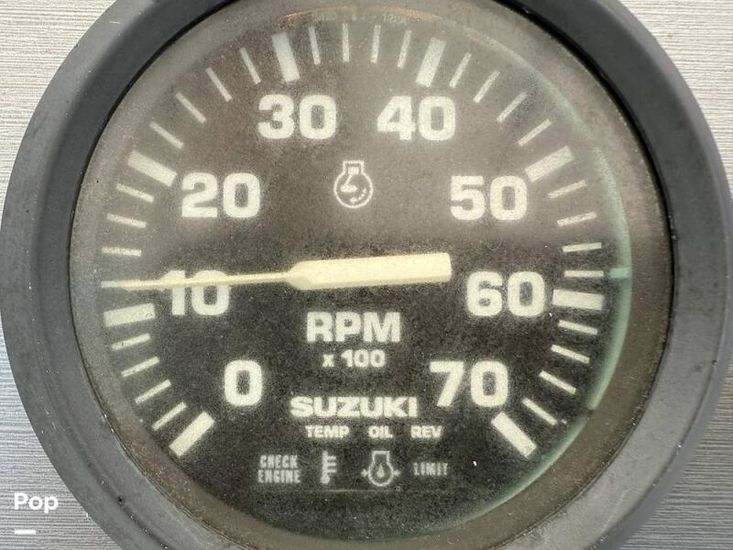 30 40
20 50
10 60
RPM
x 100
0 70
SUZUKI
TEMP OIL REV
CHECK
ENGINE
LIMIT
Pop